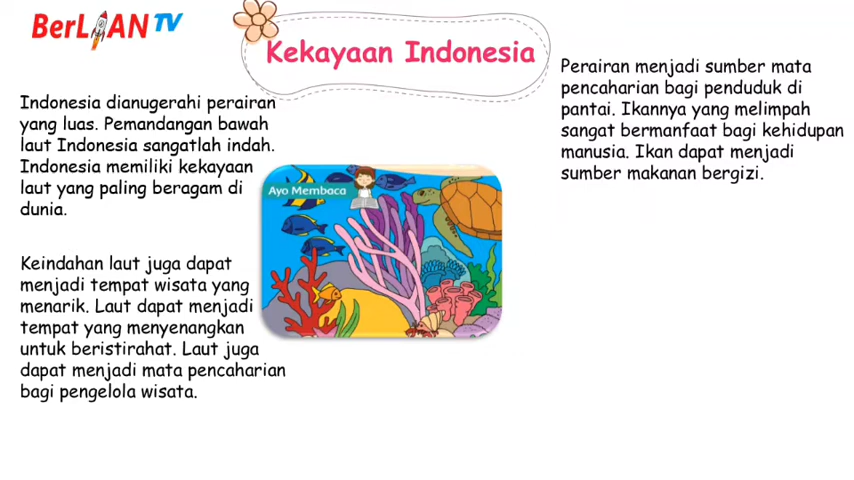 BerLIAN TV
Kekayaan Indonesia
Indonesia dianugerahi perairan
yang luas. Pemandangan bawah
laut Indonesia sangatlah indah.
Indonesia memiliki kekayaan
laut yang paling beragam di
dunia.
Keindahan laut juga dapat
menjadi tempat wisata yang
menarik. Laut dapat menjadi
tempat yang menyenangkan
untuk beristirahat. Laut juga
dapat menjadi mata pencaharian
bagi pengelola wisata.
Ayo Membaca
Perairan menjadi sumber mata
pencaharian bagi penduduk di
pantai. Ikannya yang melimpah
sangat bermanfaat bagi kehidupan
manusia. Ikan dapat menjadi
sumber makanan bergizi.